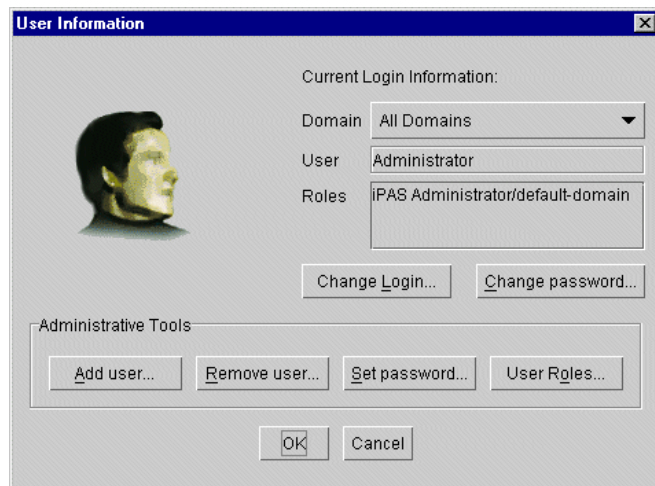 User Information
Current Login Information:
Domain All Domains
User Administrator
Roles iPAS Administrator/default-domain
Change Login... Change password...
Administrative Tools
Add user... Remove user... Set password... User Roles...
OK Cancel